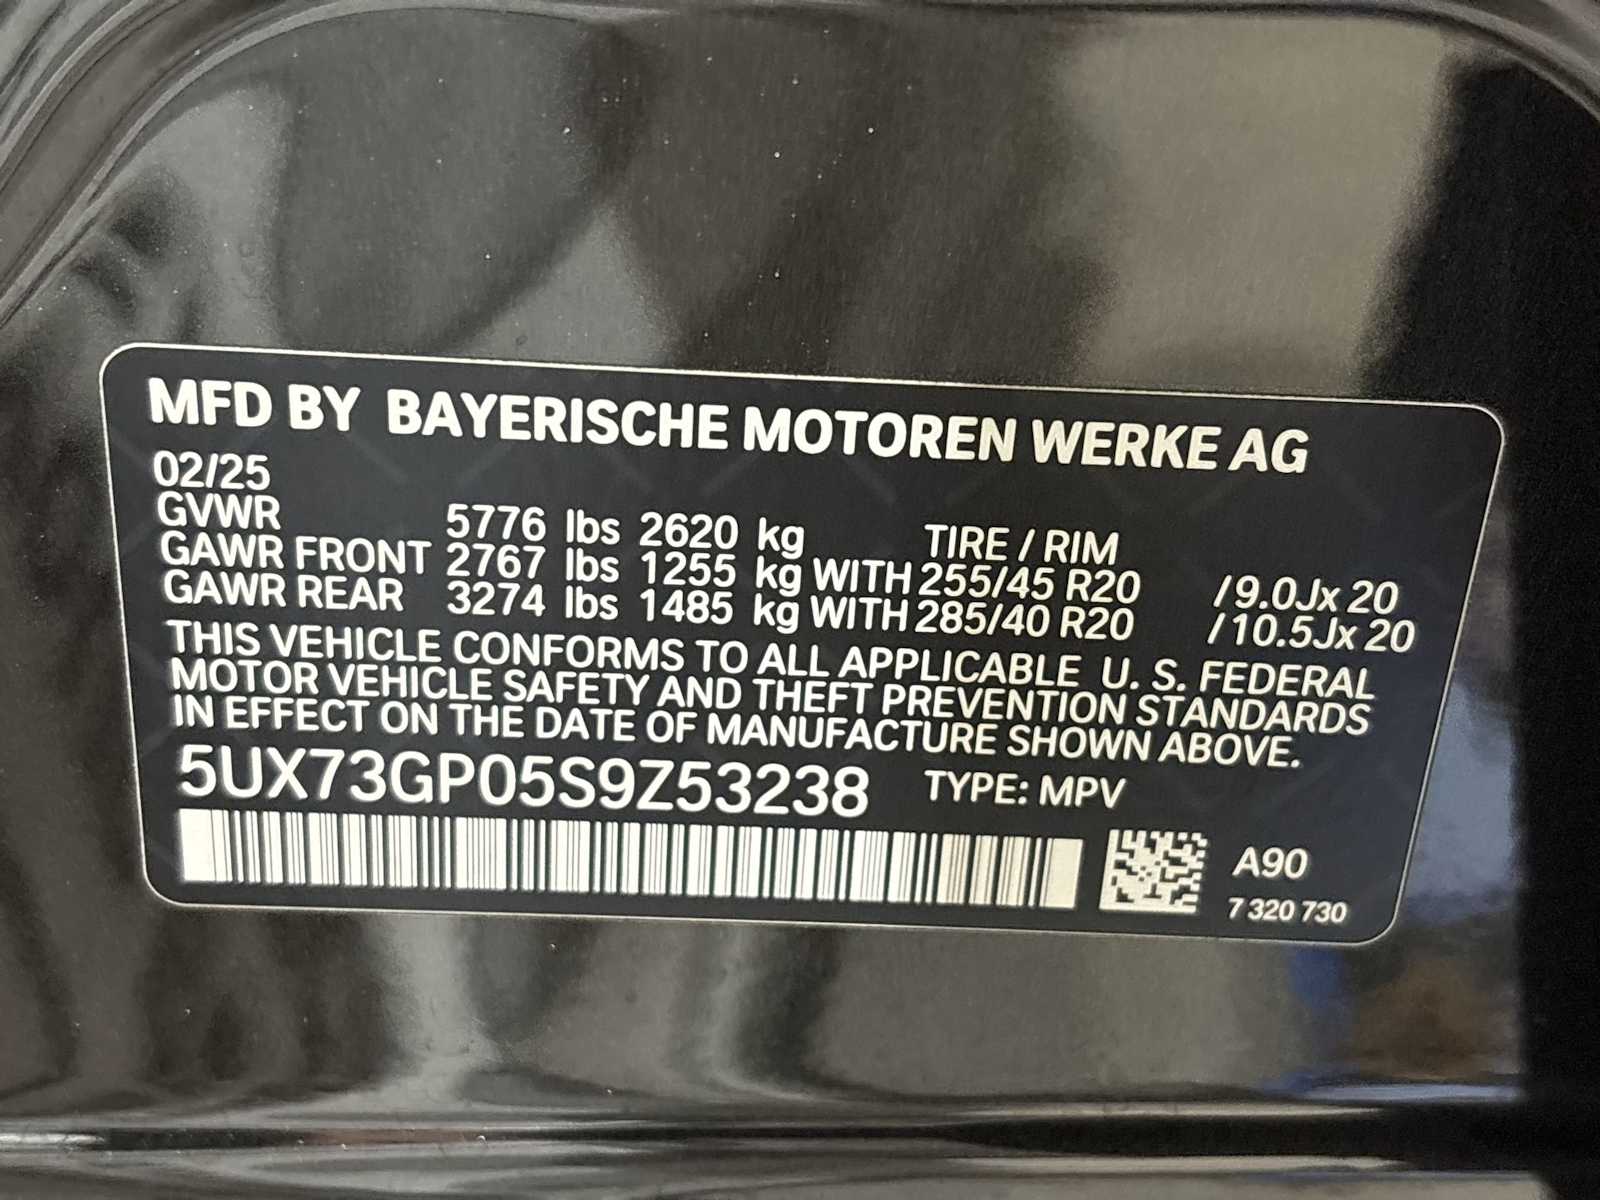 MFD BY BAYERISCHE MOTOREN WERKE AG
02/25
GVWR 5776 lbs 2620 kg TIRE / RIM
GAWR FRONT 2767 lbs 1255 kg WITH 255/45 R20 /9.0Jx 20
GAWR REAR 3274 lbs 1485 kg WITH 285/40 R20 /10.5Jx 20
THIS VEHICLE CONFORMS TO ALL APPLICABLE U. S. FEDERAL
MOTOR VEHICLE SAFETY AND THEFT PREVENTION STANDARDS
IN EFFECT ON THE DATE OF MANUFACTURE SHOWN ABOVE.
5UX73GP05S9Z53238 TYPE: MPV
A90
7 320 730